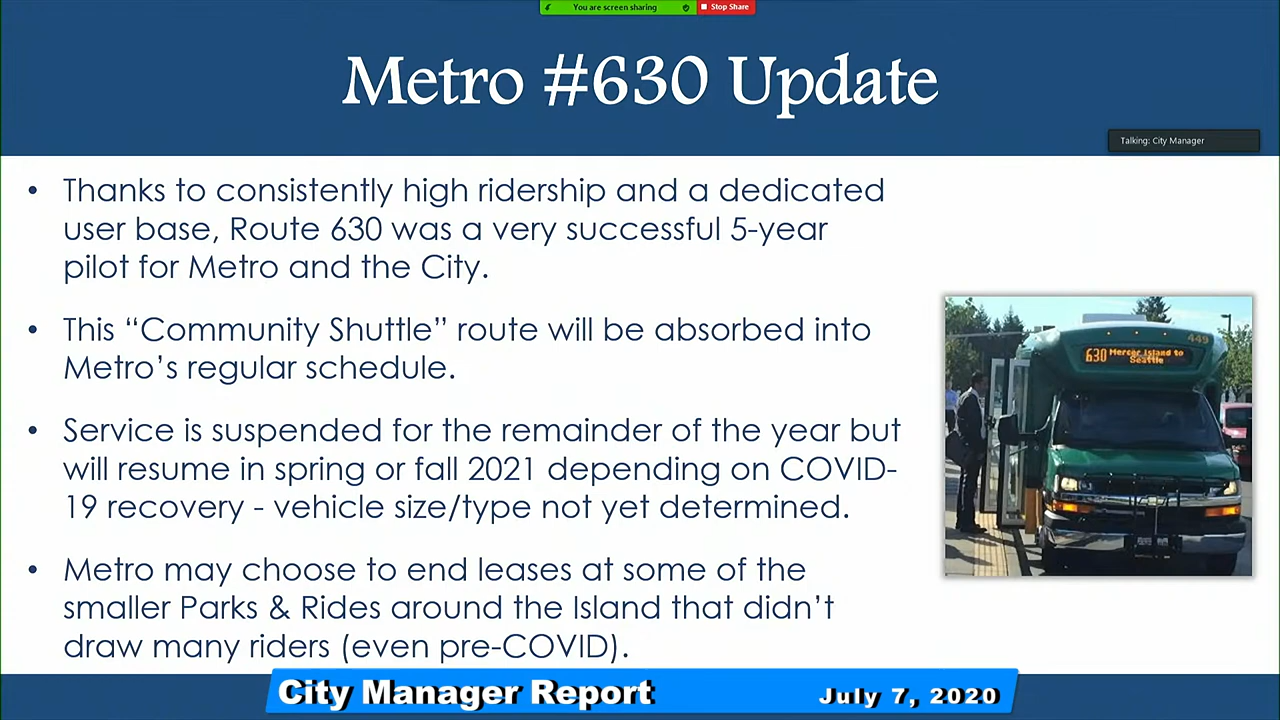 You are screen sharing
Stop Share
Metro #630 Update
Talking: City Manager
• Thanks to consistently high ridership and a dedicated
user base, Route 630 was a very successful 5-year
pilot for Metro and the City.
• This “Community Shuttle” route will be absorbed into
Metro’s regular schedule.
• Service is suspended for the remainder of the year but
will resume in spring or fall 2021 depending on COVID-
19 recovery - vehicle size/type not yet determined.
• Metro may choose to end leases at some of the
smaller Parks & Rides around the Island that didn’t
draw many riders (even pre-COVID).
449
630 Mercer Island to
Seattle
City Manager Report
July 7, 2020